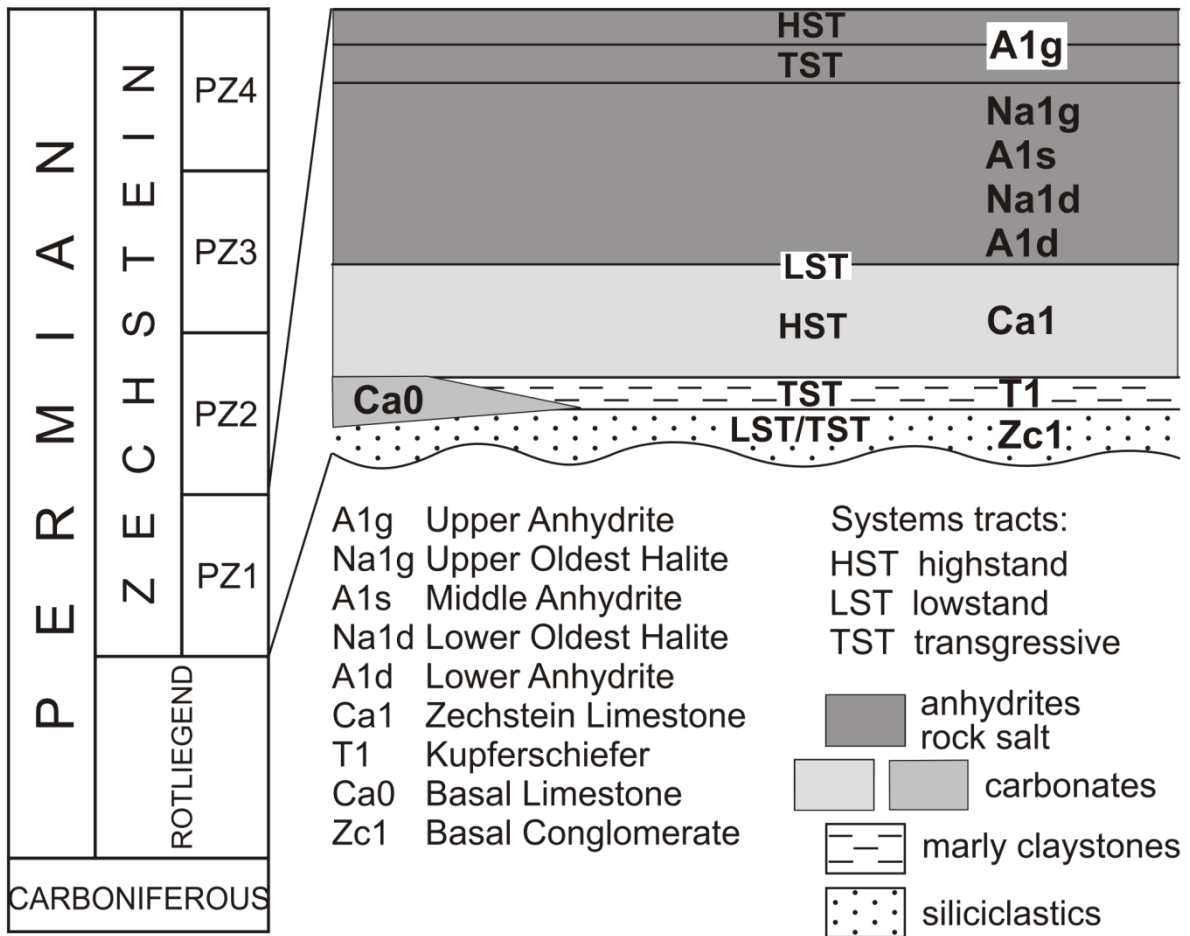 PERMIAN
ZECHSTEIN
PZ4
PZ3
PZ2
PZ1
ROTLIEGEND
CARBONIFEROUS
HST
TST
A1g
Na1g
A1s
Na1d
A1d
LST
HST
Ca1
Ca0
TST
T1
LST/TST
Zc1
A1g Upper Anhydrite
Na1g Upper Oldest Halite
A1s Middle Anhydrite
Na1d Lower Oldest Halite
A1d Lower Anhydrite
Ca1 Zechstein Limestone
T1 Kupferschiefer
Ca0 Basal Limestone
Zc1 Basal Conglomerate
Systems tracts:
HST highstand
LST lowstand
TST transgressive
anhydrites
rock salt
carbonates
marly claystones
siliciclastics